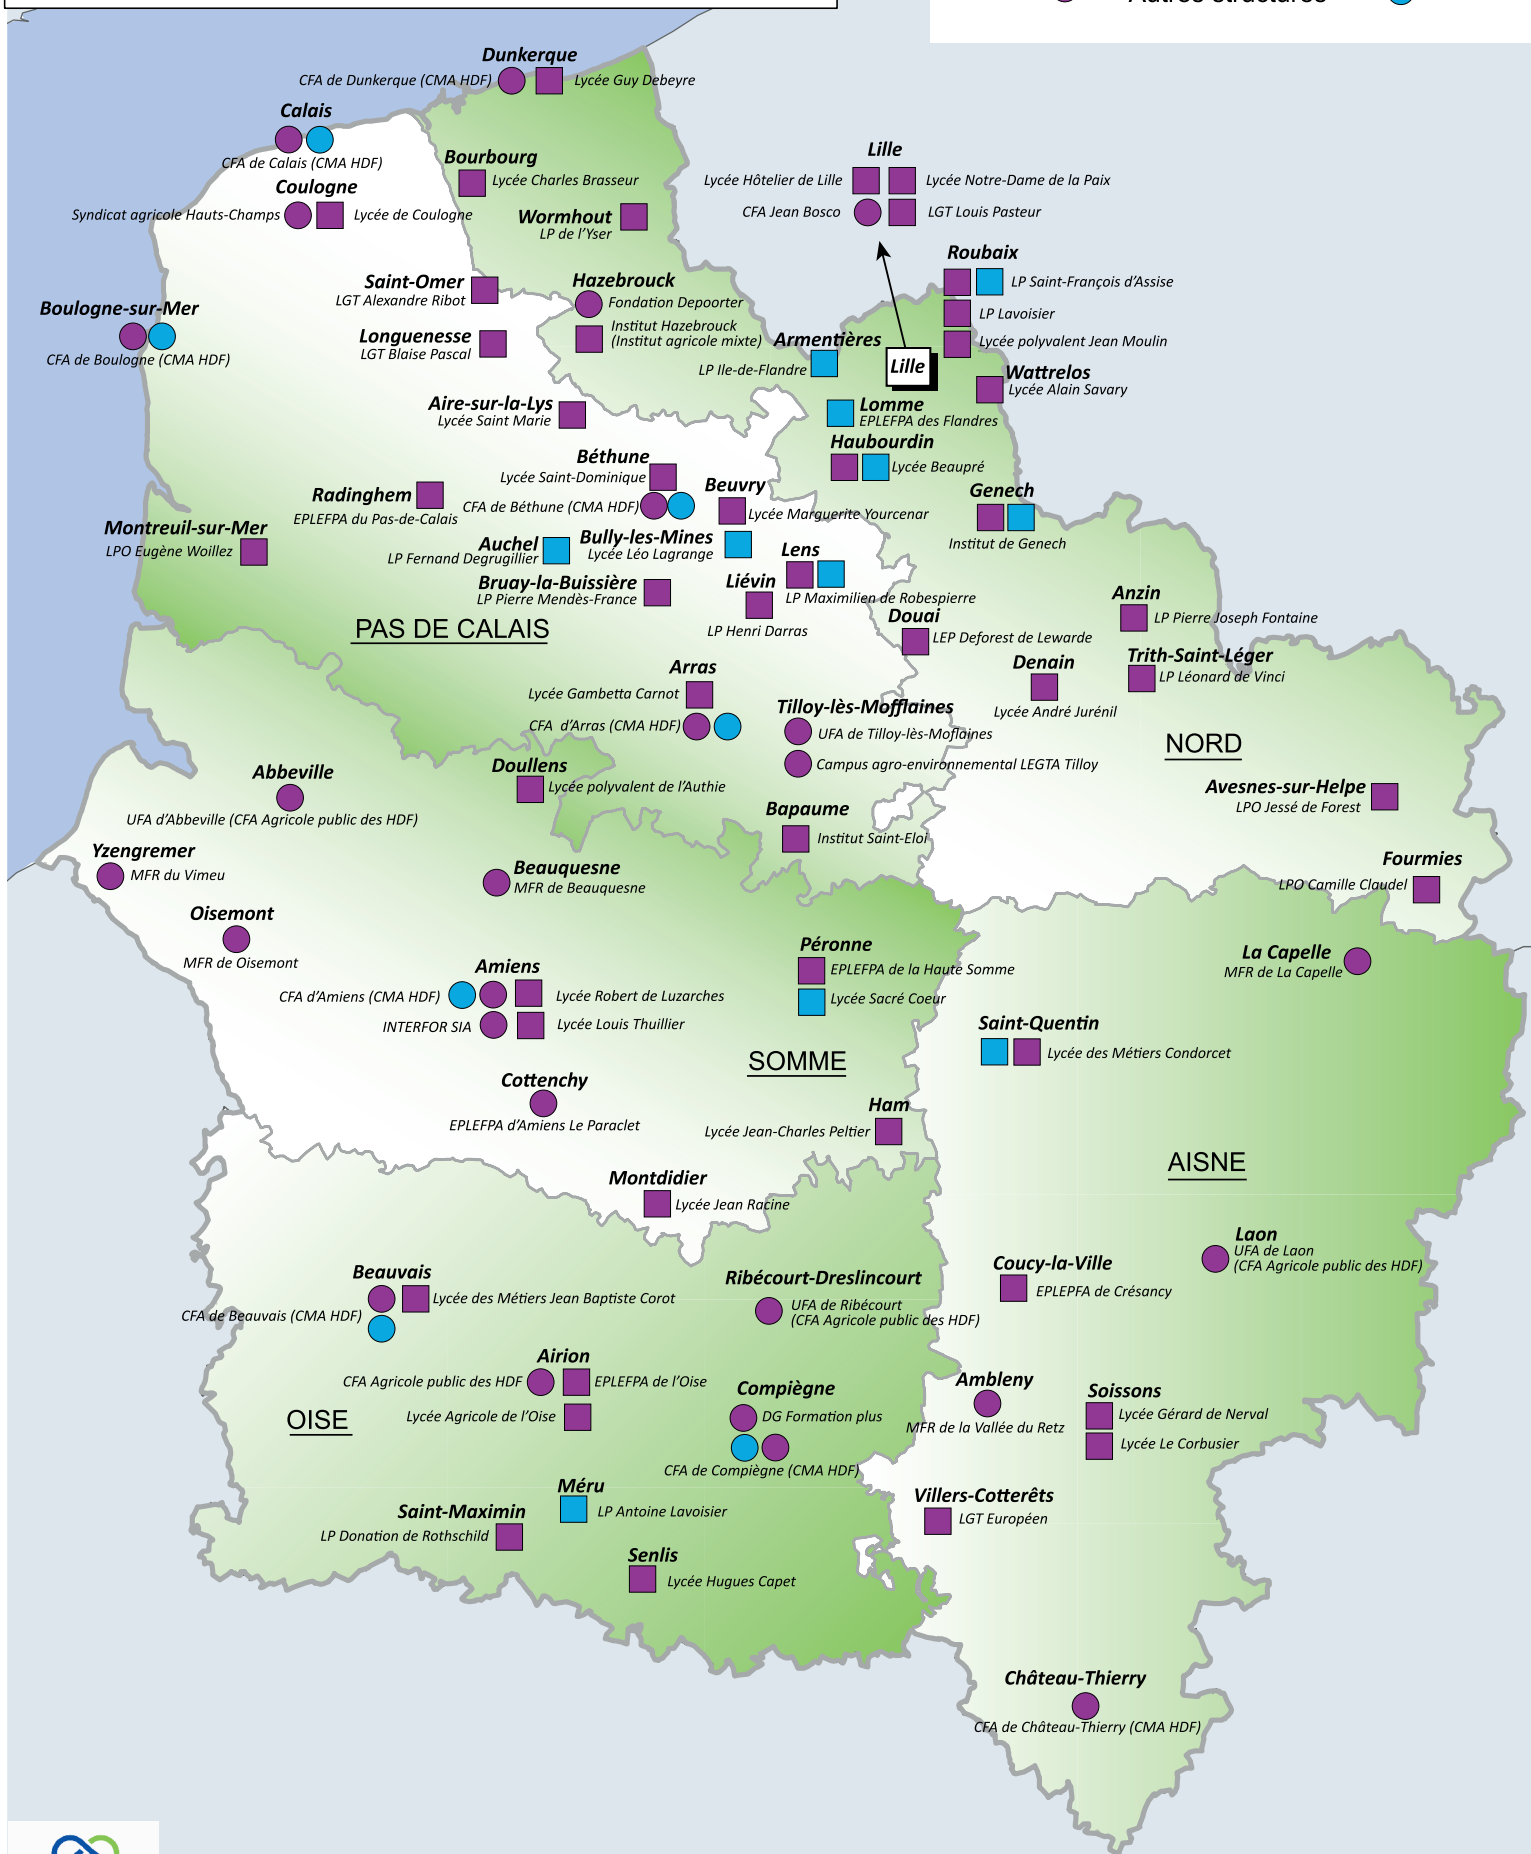 Autres structures
Dunkerque
CFA de Dunkerque (CMA HDF)
Lycée Guy Debeyre
Calais
CFA de Calais (CMA HDF)
Coulogne
Syndicat agricole Hauts-Champs
Lycée de Coulogne
Bourbourg
Lycée Charles Brasseur
Wormhout
LP de l'Yser
Lille
Lycée Hôtelier de Lille
Lycée Notre-Dame de la Paix
CFA Jean Bosco
LGT Louis Pasteur
Roubaix
LP Saint-François d'Assise
LP Lavoisier
Lycée polyvalent Jean Moulin
Saint-Omer
LGT Alexandre Ribot
Hazebrouck
Fondation Depoorter
Institut Hazebrouck
(Institut agricole mixte)
Boulogne-sur-Mer
CFA de Boulogne (CMA HDF)
Longuenesse
LGT Blaise Pascal
Armentières
LP Ile-de-Flandre
Lille
Wattrelos
Lycée Alain Savary
Aire-sur-la-Lys
Lycée Saint Marie
Lomme
EPLEFPA des Flandres
Haubourdin
Lycée Beaupré
Béthune
Lycée Saint-Dominique
CFA de Béthune (CMA HDF)
Beuvry
Lycée Marguerite Yourcenar
Genech
Institut de Genech
Radinghem
EPLEFPA du Pas-de-Calais
Montreuil-sur-Mer
LPO Eugène Woillez
Auchel
LP Fernand Degrugillier
Bully-les-Mines
Lycée Léo Lagrange
Lens
LP Maximilien de Robespierre
Bruay-la-Buissière
LP Pierre Mendès-France
Liévin
LP Henri Darras
Anzin
LP Pierre Joseph Fontaine
PAS DE CALAIS
Douai
LEP Deforest de Lewarde
Denain
Lycée André Jurénil
Trith-Saint-Léger
LP Léonard de Vinci
Arras
Lycée Gambetta Carnot
CFA  d'Arras (CMA HDF)
Tilloy-lès-Mofflaines
UFA de Tilloy-lès-Moflaines
Campus agro-environnemental LEGTA Tilloy
NORD
Abbeville
UFA d'Abbeville (CFA Agricole public des HDF)
Doullens
Lycée polyvalent de l'Authie
Avesnes-sur-Helpe
LPO Jessé de Forest
Bapaume
Institut Saint-Eloi
Yzengremer
MFR du Vimeu
Beauquesne
MFR de Beauquesne
Fourmies
LPO Camille Claudel
Oisemont
MFR de Oisemont
Péronne
EPLEFPA de la Haute Somme
Lycée Sacré Coeur
La Capelle
MFR de La Capelle
Amiens
CFA d'Amiens (CMA HDF)
Lycée Robert de Luzarches
INTERFOR SIA
Lycée Louis Thuillier
Saint-Quentin
Lycée des Métiers Condorcet
SOMME
Cottenchy
EPLEFPA d'Amiens Le Paraclet
Ham
Lycée Jean-Charles Peltier
AISNE
Montdidier
Lycée Jean Racine
Laon
UFA de Laon
(CFA Agricole public des HDF)
Beauvais
Lycée des Métiers Jean Baptiste Corot
CFA de Beauvais (CMA HDF)
Ribécourt-Dreslincourt
UFA de Ribécourt
(CFA Agricole public des HDF)
Coucy-la-Ville
EPLEPFA de Crésancy
Airion
CFA Agricole public des HDF
EPLEFPA de l'Oise
Lycée Agricole de l'Oise
OISE
Compiègne
DG Formation plus
CFA de Compiègne (CMA HDF)
Ambleny
MFR de la Vallée du Retz
Soissons
Lycée Gérard de Nerval
Lycée Le Corbusier
Méru
LP Antoine Lavoisier
Saint-Maximin
LP Donation de Rothschild
Villers-Cotterêts
LGT Européen
Senlis
Lycée Hugues Capet
Château-Thierry
CFA de Château-Thierry (CMA HDF)